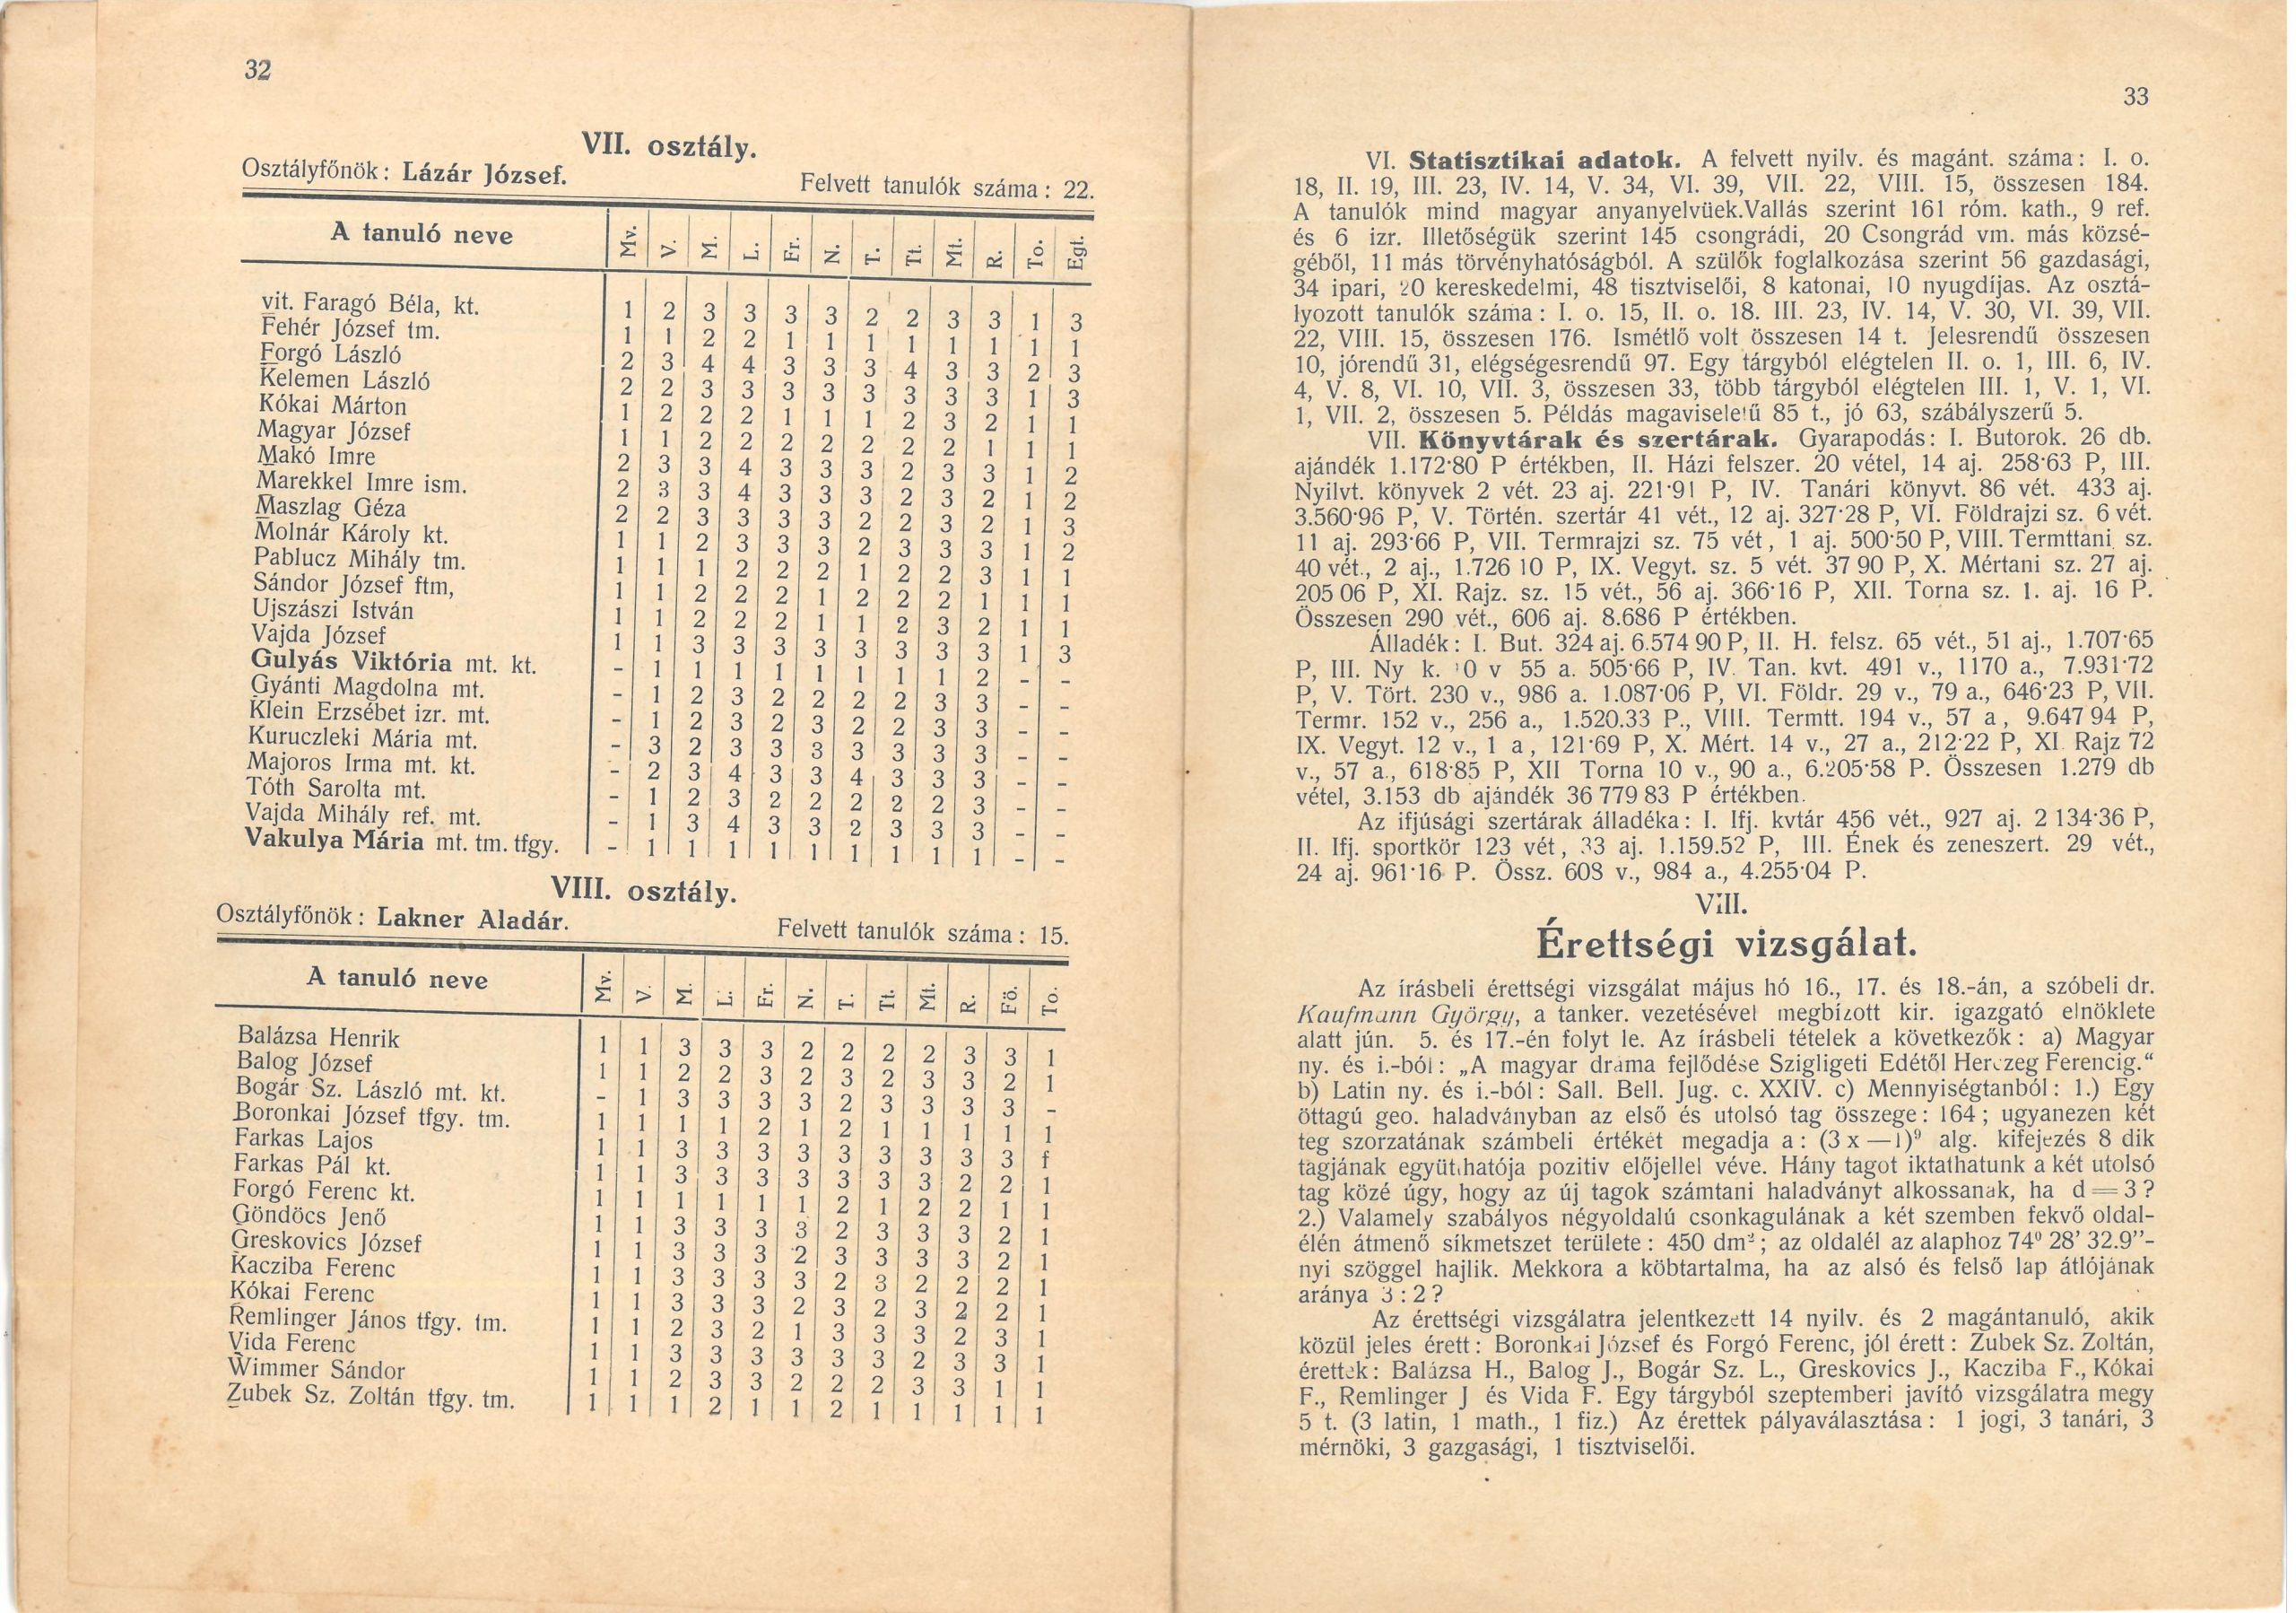 32
VII. osztály.
Osztályfőnök: Lázár József. Felvett tanulók száma: 22.
A tanuló neve Mv. V. M. L. Fr. N. T. Tt. Mt. R. To. Egt.
vit. Faragó Béla, kt. 1 2 3 3 3 3 2 2 3 3 1 3
Fehér József tm. 1 1 2 2 1 1 1 1 1 1 1 1
Forgó László 2 3 4 4 3 3 3 4 3 3 2 3
Kelemen László 2 2 3 3 3 3 3 3 3 3 1 3
Kókai Márton 1 2 2 2 1 1 1 2 3 2 1 1
Magyar József 1 1 2 2 2 2 2 2 2 1 1 1
Makó Imre 2 3 3 4 3 3 3 2 3 3 1 2
Marekkel Imre ism. 2 3 3 4 3 3 3 2 3 2 1 2
Maszlag Géza 2 2 3 3 3 3 2 2 3 2 1 3
Molnár Károly kt. 1 1 2 3 3 3 2 3 3 3 1 2
Pablucz Mihály tm. 1 1 1 2 2 2 1 2 2 3 1 1
Sándor József ftm, 1 1 2 2 2 1 2 2 2 1 1 1
Ujszászi István 1 1 2 2 2 1 1 2 3 2 1 1
Vajda József 1 1 3 3 3 3 3 3 3 3 1 3
Gulyás Viktória mt. kt. - 1 1 1 1 1 1 1 1 2 - -
Gyánti Magdolna mt. - 1 2 3 2 2 2 2 3 3 - -
Klein Erzsébet izr. mt. - 1 2 3 2 3 2 2 3 3 - -
Kuruczleki Mária mt. - 3 2 3 3 3 3 3 3 3 - -
Majoros Irma mt. kt. - 2 3 4 3 3 4 3 3 3 - -
Tóth Sarolta mt. - 1 2 3 2 2 2 2 2 3 - -
Vajda Mihály ref. mt. - 1 3 4 3 3 2 3 3 3 - -
Vakulya Mária mt. tm. tfgy. - 1 1 1 1 1 1 1 1 1 - -
VIII. osztály.
Osztályfőnök: Lakner Aladár. Felvett tanulók száma: 15.
A tanuló neve Mv. V. M. L. Fr. N. T. Tt. Mt. R. Fö. To.
Balázsa Henrik 1 1 3 3 3 2 2 2 2 3 3 1
Balog József 1 1 2 2 3 2 3 2 3 3 2 1
Bogár Sz. László mt. kt. - 1 3 3 3 3 2 3 3 3 3 -
Boronkai József tfgy. tm. 1 1 1 1 2 1 2 1 1 1 1 1
Farkas Lajos 1 1 3 3 3 3 3 3 3 3 3 f
Farkas Pál kt. 1 1 3 3 3 3 3 3 3 2 2 1
Forgó Ferenc kt. 1 1 1 1 1 1 2 1 2 2 1 1
Göndöcs Jenő 1 1 3 3 3 3 2 3 3 3 2 1
Greskovics József 1 1 3 3 3 2 3 3 3 3 2 1
Kacziba Ferenc 1 1 3 3 3 3 2 3 2 2 2 1
Kókai Ferenc 1 1 3 3 3 2 3 2 3 2 2 1
Remlinger János tfgy. tm. 1 1 2 3 2 1 3 3 3 2 3 1
Vida Ferenc 1 1 3 3 3 3 3 3 2 3 3 1
Wimmer Sándor 1 1 2 3 3 2 2 2 3 3 1 1
Zubek Sz. Zoltán tfgy. tm. 1 1 1 2 1 1 2 1 1 1 1 1
33
VI. Statisztikai adatok. A felvett nyilv. és magánt. száma: I. o.
18, II. 19, III. 23, IV. 14, V. 34, VI. 39, VII. 22, VIII. 15, összesen 184.
A tanulók mind magyar anyanyelvüek.Vallás szerint 161 róm. kath., 9 ref.
és 6 izr. Illetőségük szerint 145 csongrádi, 20 Csongrád vm. más közsé-
géből, 11 más törvényhatóságból. A szülők foglalkozása szerint 56 gazdasági,
34 ipari, 20 kereskedelmi, 48 tisztviselői, 8 katonai, 10 nyugdíjas. Az osztá-
lyozott tanulók száma: I. o. 15, II. o. 18. III. 23, IV. 14, V. 30, VI. 39, VII.
22, VIII. 15, összesen 176. Ismétlő volt összesen 14 t. Jelesrendű összesen
10, jórendű 31, elégségesrendű 97. Egy tárgyból elégtelen II. o. 1, III. 6, IV.
4, V. 8, VI. 10, VII. 3, összesen 33, több tárgyból elégtelen III. 1, V. 1, VI.
1, VII. 2, összesen 5. Példás magaviseletű 85 t., jó 63, szábályszerű 5.
VII. Könyvtárak és szertárak. Gyarapodás: I. Butorok. 26 db.
ajándék 1.172·80 P értékben, II. Házi felszer. 20 vétel, 14 aj. 258·63 P, III.
Nyilvt. könyvek 2 vét. 23 aj. 221·91 P, IV. Tanári könyvt. 86 vét. 433 aj.
3.560·96 P, V. Történ. szertár 41 vét., 12 aj. 327·28 P, VI. Földrajzi sz. 6 vét.
11 aj. 293·66 P, VII. Termrajzi sz. 75 vét, 1 aj. 500·50 P, VIII. Termttani sz.
40 vét., 2 aj., 1.726 10 P, IX. Vegyt. sz. 5 vét. 37 90 P, X. Mértani sz. 27 aj.
205 06 P, XI. Rajz. sz. 15 vét., 56 aj. 366·16 P, XII. Torna sz. 1. aj. 16 P.
Összesen 290 vét., 606 aj. 8.686 P értékben.
Álladék: I. But. 324 aj. 6.574 90 P, II. H. felsz. 65 vét., 51 aj., 1.707·65
P, III. Ny k. 0 v 55 a. 505·66 P, IV. Tan. kvt. 491 v., 1170 a., 7.931·72
P, V. Tört. 230 v., 986 a. 1.087·06 P, VI. Földr. 29 v., 79 a., 646·23 P, VII.
Termr. 152 v., 256 a., 1.520.33 P., VIII. Termtt. 194 v., 57 a, 9.647 94 P,
IX. Vegyt. 12 v., 1 a, 121·69 P, X. Mért. 14 v., 27 a., 212·22 P, XI Rajz 72
v., 57 a., 618·85 P, XII Torna 10 v., 90 a., 6.205·58 P. Összesen 1.279 db
vétel, 3.153 db ajándék 36 779 83 P értékben.
Az ifjúsági szertárak álladéka: I. Ifj. kvtár 456 vét., 927 aj. 2 134·36 P,
II. Ifj. sportkör 123 vét, 33 aj. 1.159.52 P, III. Ének és zeneszert. 29 vét.,
24 aj. 961·16 P. Össz. 608 v., 984 a., 4.255·04 P.
VIII.
Érettségi vizsgálat.
Az írásbeli érettségi vizsgálat május hó 16., 17. és 18.-án, a szóbeli dr.
Kaufmann György, a tanker. vezetésével megbízott kir. igazgató elnöklete
alatt jún. 5. és 17.-én folyt le. Az írásbeli tételek a következők: a) Magyar
ny. és i.-ból: „A magyar dráma fejlődése Szigligeti Edétől Herczeg Ferencig.“
b) Latin ny. és i.-ból: Sall. Bell. Jug. c. XXIV. c) Mennyiségtanból: 1.) Egy
öttagú geo. haladványban az első és utolsó tag összege: 164; ugyanezen két
teg szorzatának számbeli értékét megadja a: (3 x — 1)⁹ alg. kifejezés 8 dik
tagjának együtthatója pozitiv előjellel véve. Hány tagot iktathatunk a két utolsó
tag közé úgy, hogy az új tagok számtani haladványt alkossanak, ha d = 3?
2.) Valamely szabályos négyoldalú csonkagulának a két szemben fekvő oldal-
élén átmenő síkmetszet területe: 450 dm²; az oldalél az alaphoz 74⁰ 28’ 32.9”-
nyi szöggel hajlik. Mekkora a köbtartalma, ha az alsó és felső lap átlójának
aránya 3 : 2?
Az érettségi vizsgálatra jelentkezett 14 nyilv. és 2 magántanuló, akik
közül jeles érett: Boronkai József és Forgó Ferenc, jól érett: Zubek Sz. Zoltán,
érettek: Balázsa H., Balog J., Bogár Sz. L., Greskovics J., Kacziba F., Kókai
F., Remlinger J és Vida F. Egy tárgyból szeptemberi javító vizsgálatra megy
5 t. (3 latin, 1 math., 1 fiz.) Az érettek pályaválasztása: 1 jogi, 3 tanári, 3
mérnöki, 3 gazgasági, 1 tisztviselői.